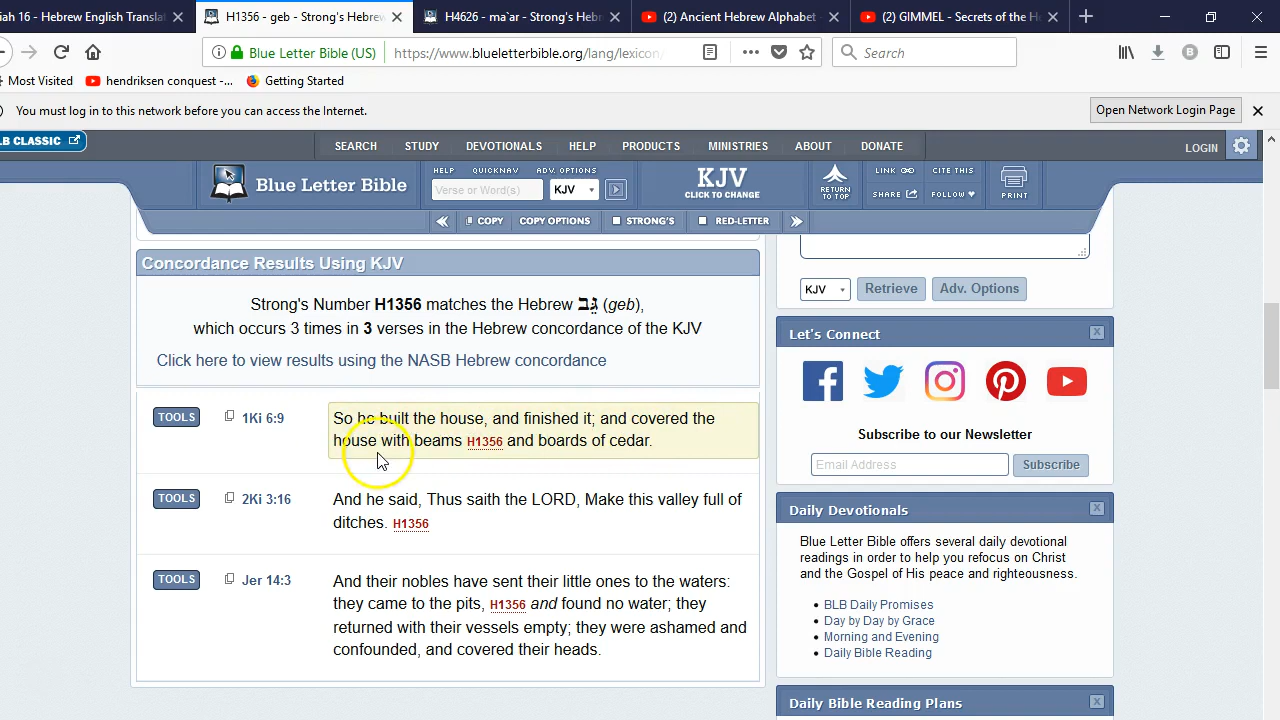 iah 16 - Hebrew English Translat
H1356 - geb - Strong's Hebrew
H4626 - ma`ar - Strong's Hebr
(2) Ancient Hebrew Alphabet -
(2) GIMMEL - Secrets of the He
Blue Letter Bible (US)
https://www.blueletterbible.org/lang/lexicon
Search
Most Visited
hendriksen conquest -...
Getting Started
You must log in to this network before you can access the Internet.
Open Network Login Page
LB CLASSIC
SEARCH STUDY DEVOTIONALS HELP PRODUCTS MINISTRIES ABOUT DONATE
LOGIN
Blue Letter Bible
HELP QUICKNAV ADV. OPTIONS
Verse or Word(s)
KJV
KJV
CLICK TO CHANGE
RETURN
TO TOP
LINK
CITE THIS
SHARE
FOLLOW
PRINT
COPY COPY OPTIONS STRONG'S RED-LETTER
Concordance Results Using KJV
Strong's Number H1356 matches the Hebrew גֵּב (geb),
which occurs 3 times in 3 verses in the Hebrew concordance of the KJV
Click here to view results using the NASB Hebrew concordance
TOOLS
1Ki 6:9
So he built the house, and finished it; and covered the
house with beams H1356 and boards of cedar.
TOOLS
2Ki 3:16
And he said, Thus saith the LORD, Make this valley full of
ditches. H1356
TOOLS
Jer 14:3
And their nobles have sent their little ones to the waters:
they came to the pits, H1356 and found no water; they
returned with their vessels empty; they were ashamed and
confounded, and covered their heads.
KJV
Retrieve
Adv. Options
Let's Connect
X
Subscribe to our Newsletter
Email Address
Subscribe
Daily Devotionals
X
Blue Letter Bible offers several daily devotional
readings in order to help you refocus on Christ
and the Gospel of His peace and righteousness.
BLB Daily Promises
Day by Day by Grace
Morning and Evening
Daily Bible Reading
Daily Bible Reading Plans
X